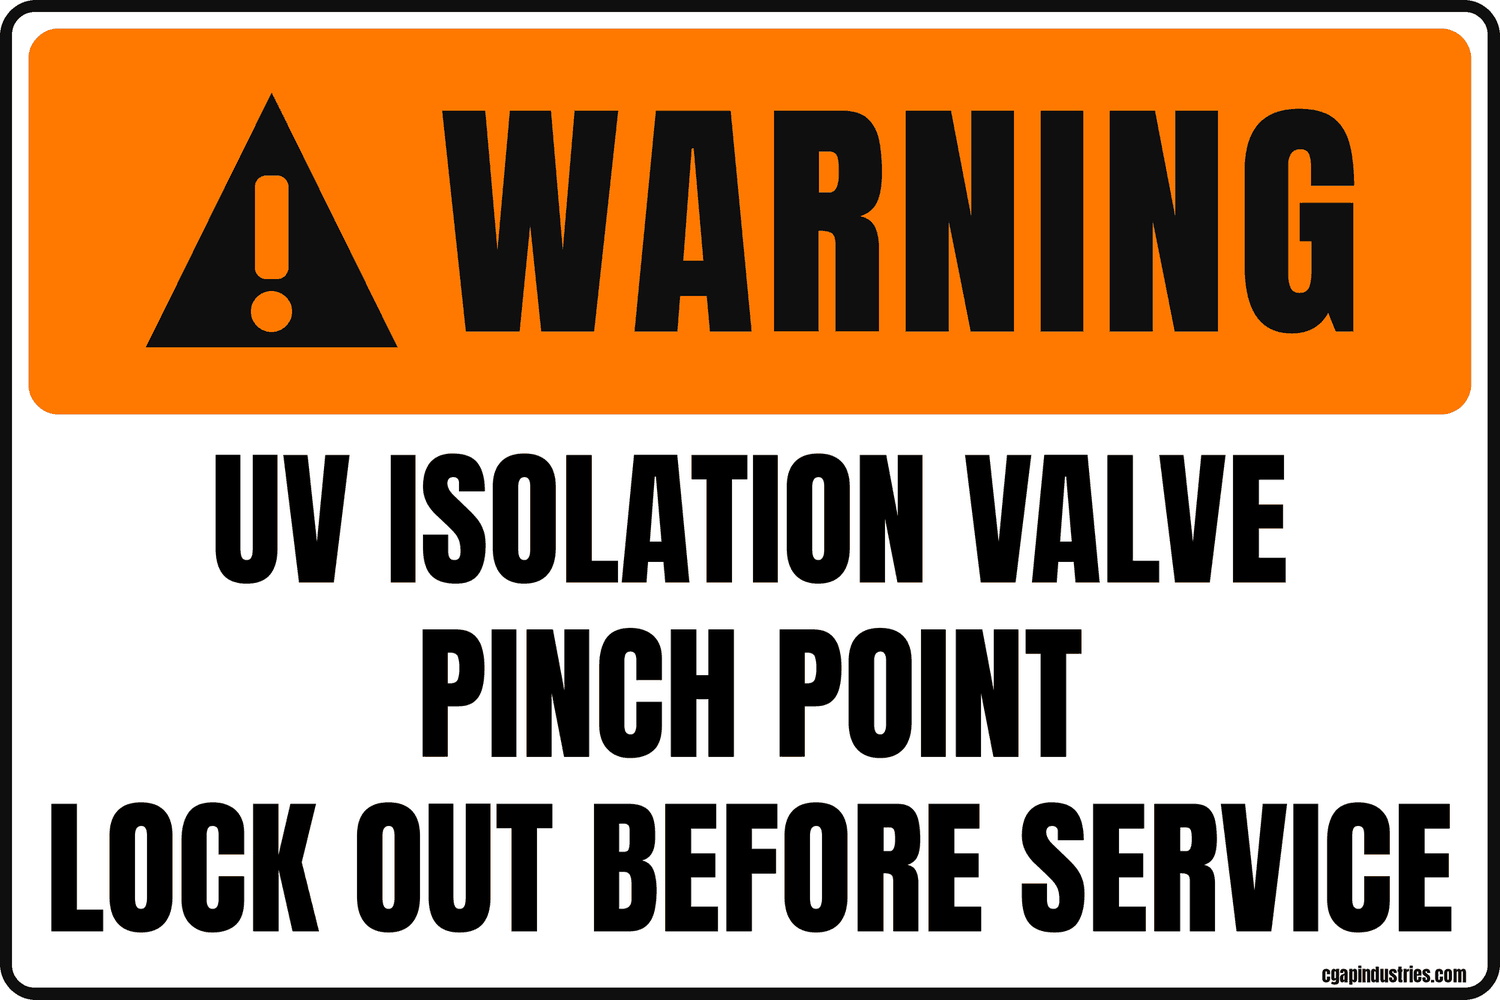 WARNING
UV ISOLATION VALVE
PINCH POINT
LOCK OUT BEFORE SERVICE
cgapindustries.com